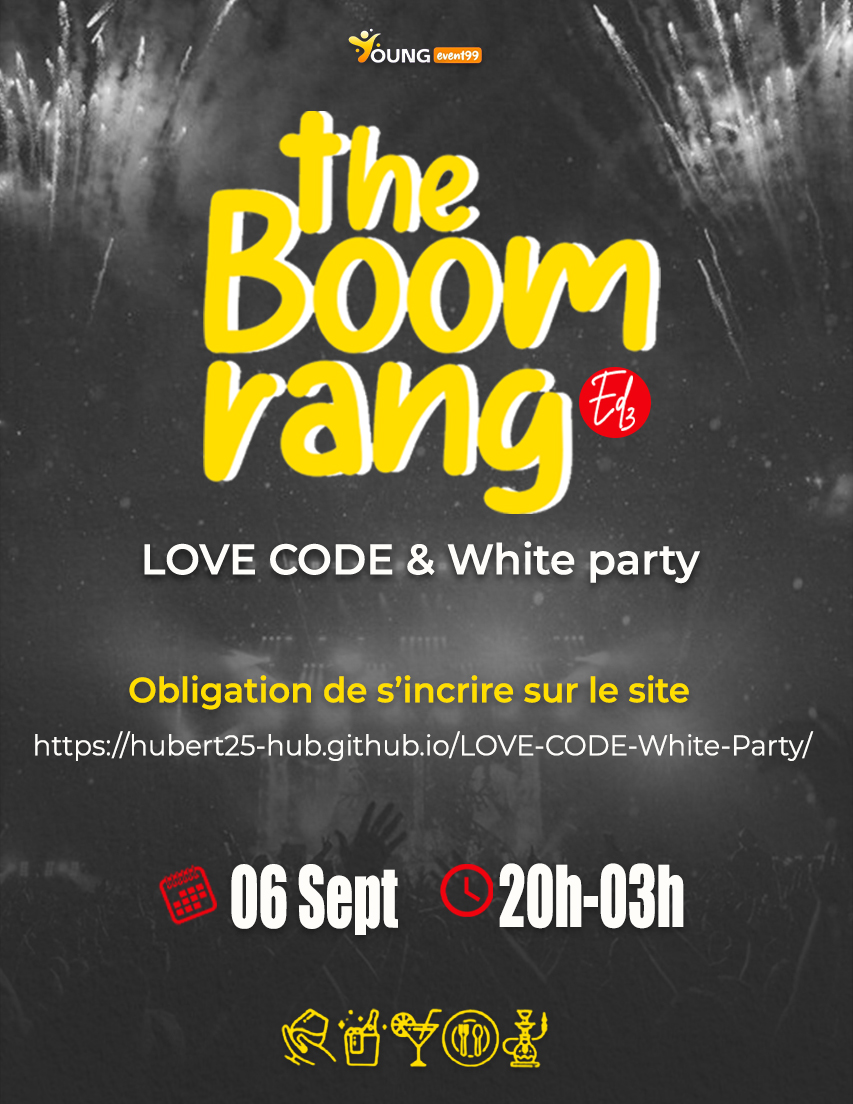 YOUNG event99
the
Boom
rang
Ed3
LOVE CODE & White party
Obligation de s'incrire sur le site
https://hubert25-hub.github.io/LOVE-CODE-White-Party/
06 Sept 20h-03h